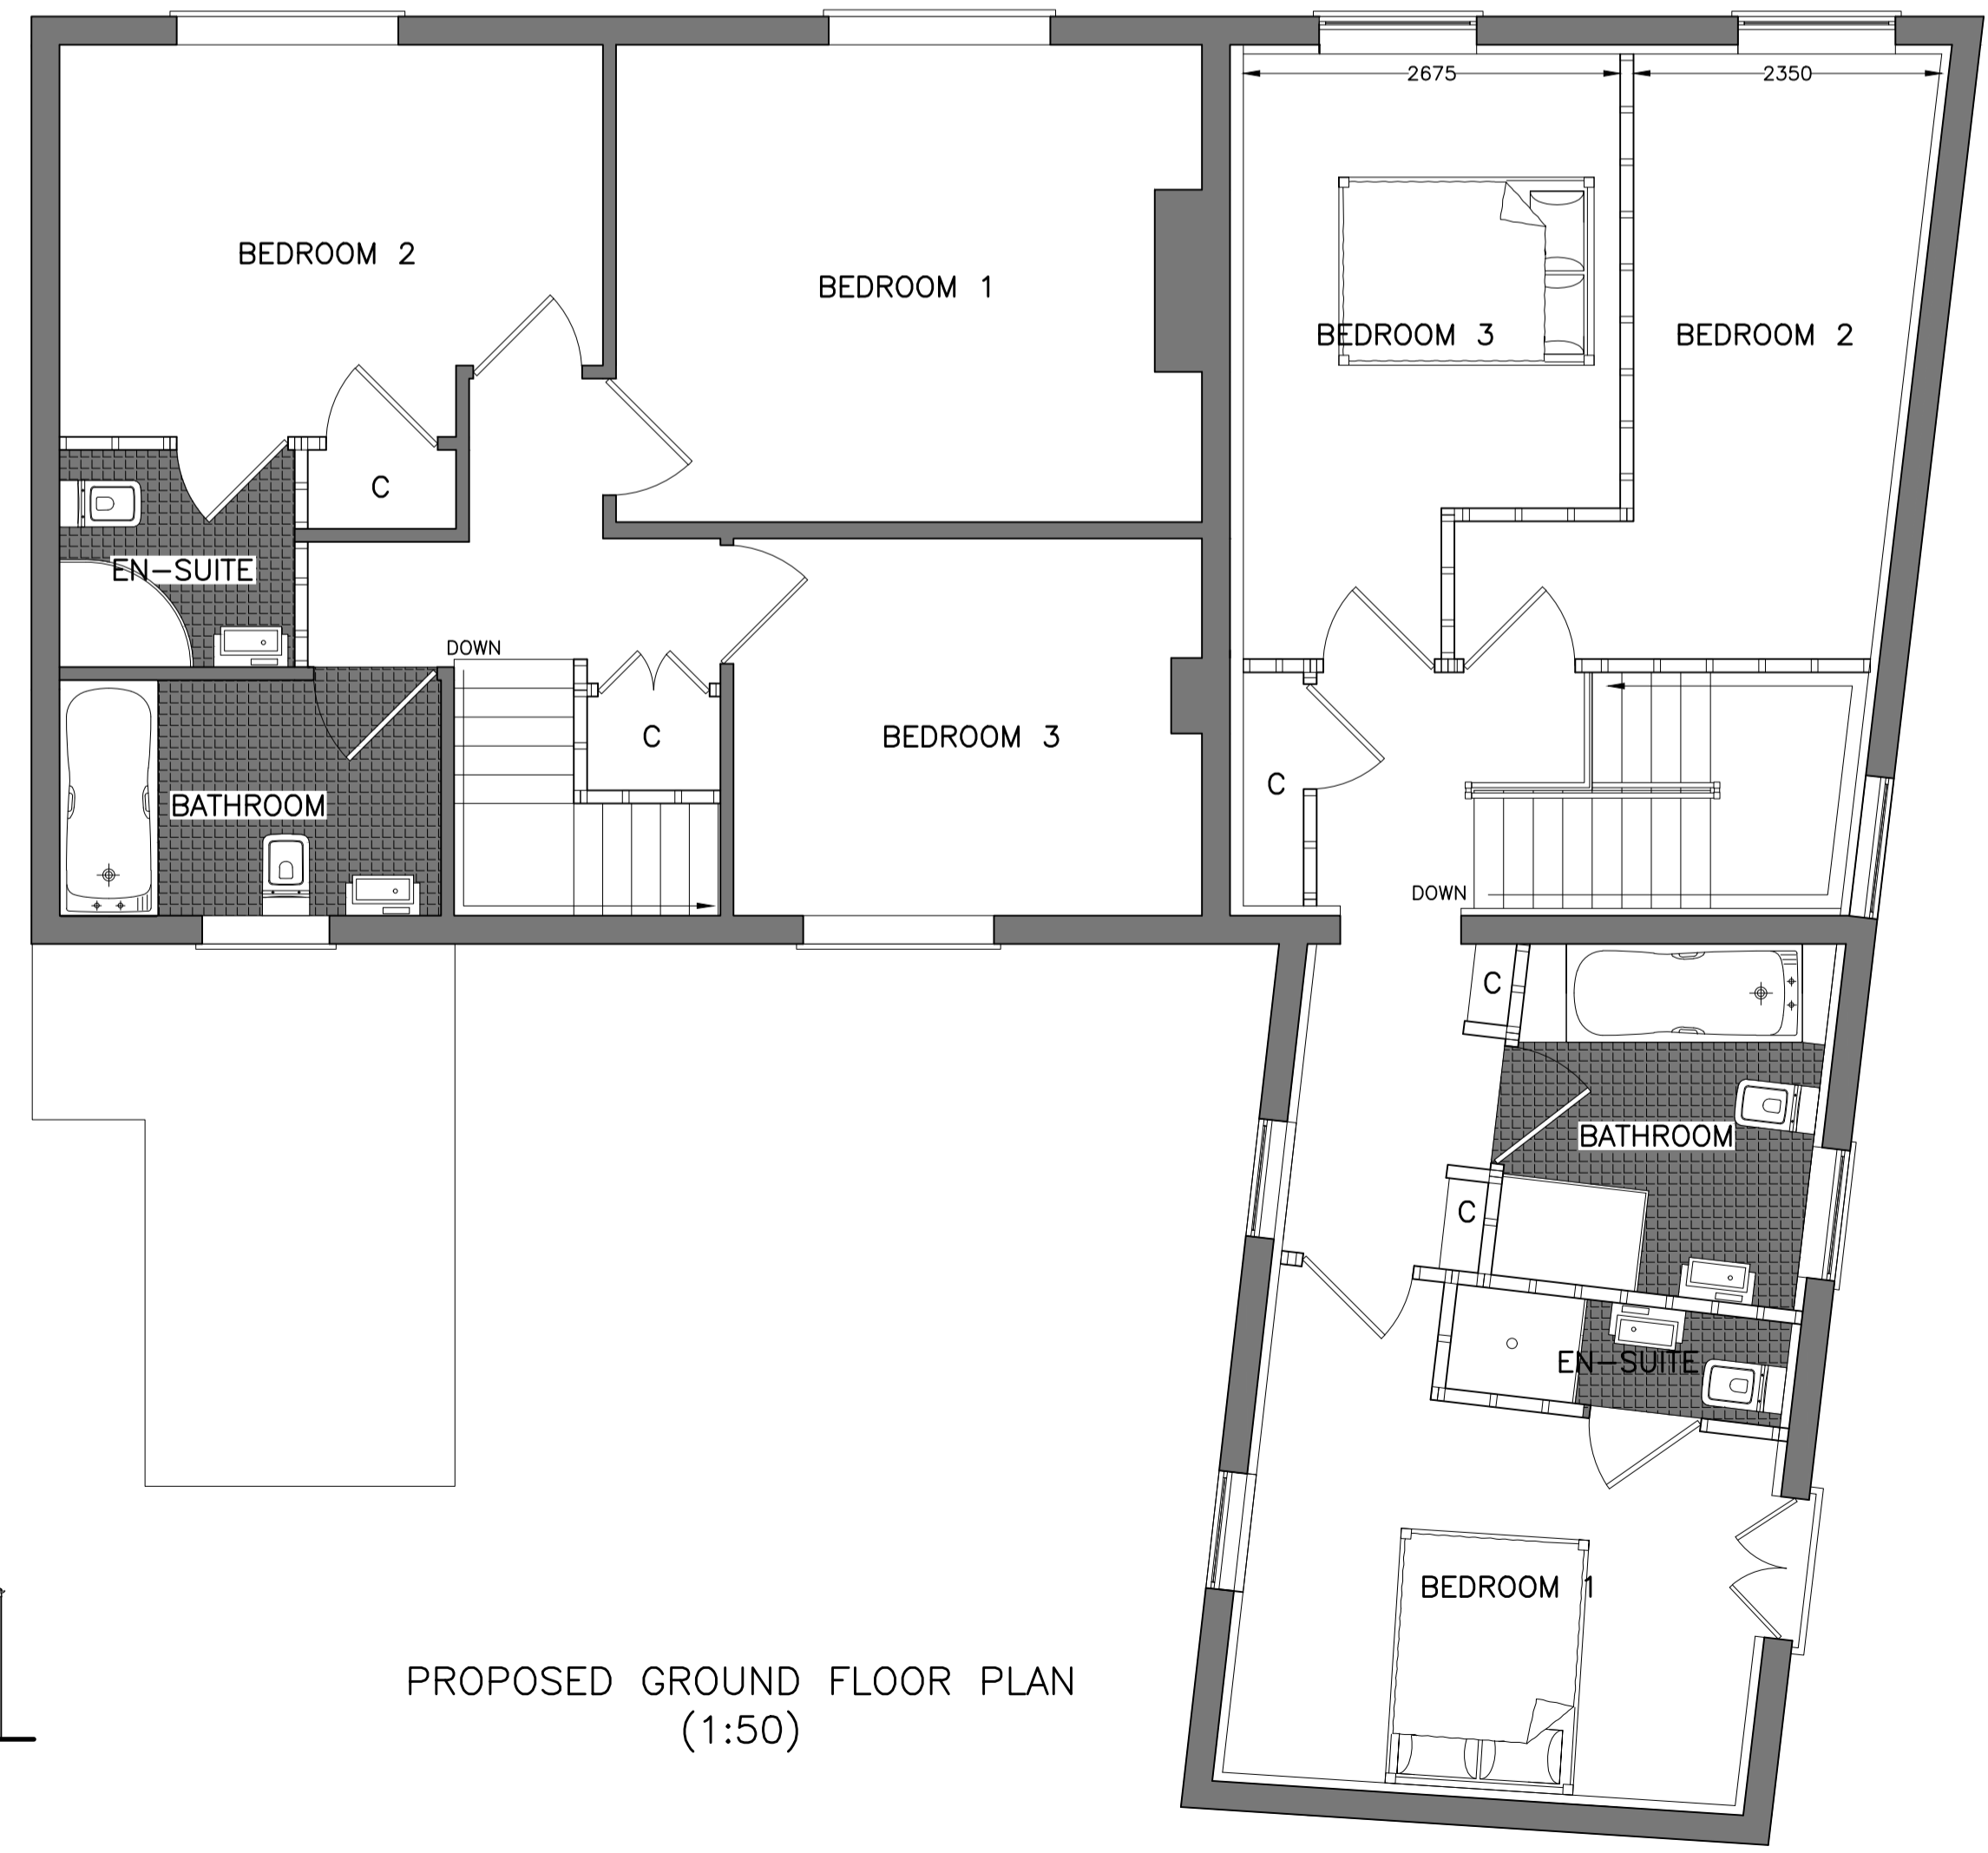 2675
2350
BEDROOM 2
BEDROOM 1
BEDROOM 3
BEDROOM 2
C
EN-SUITE
DOWN
C
BEDROOM 3
C
BATHROOM
DOWN
C
BATHROOM
C
EN-SUITE
BEDROOM 1
PROPOSED GROUND FLOOR PLAN
(1:50)